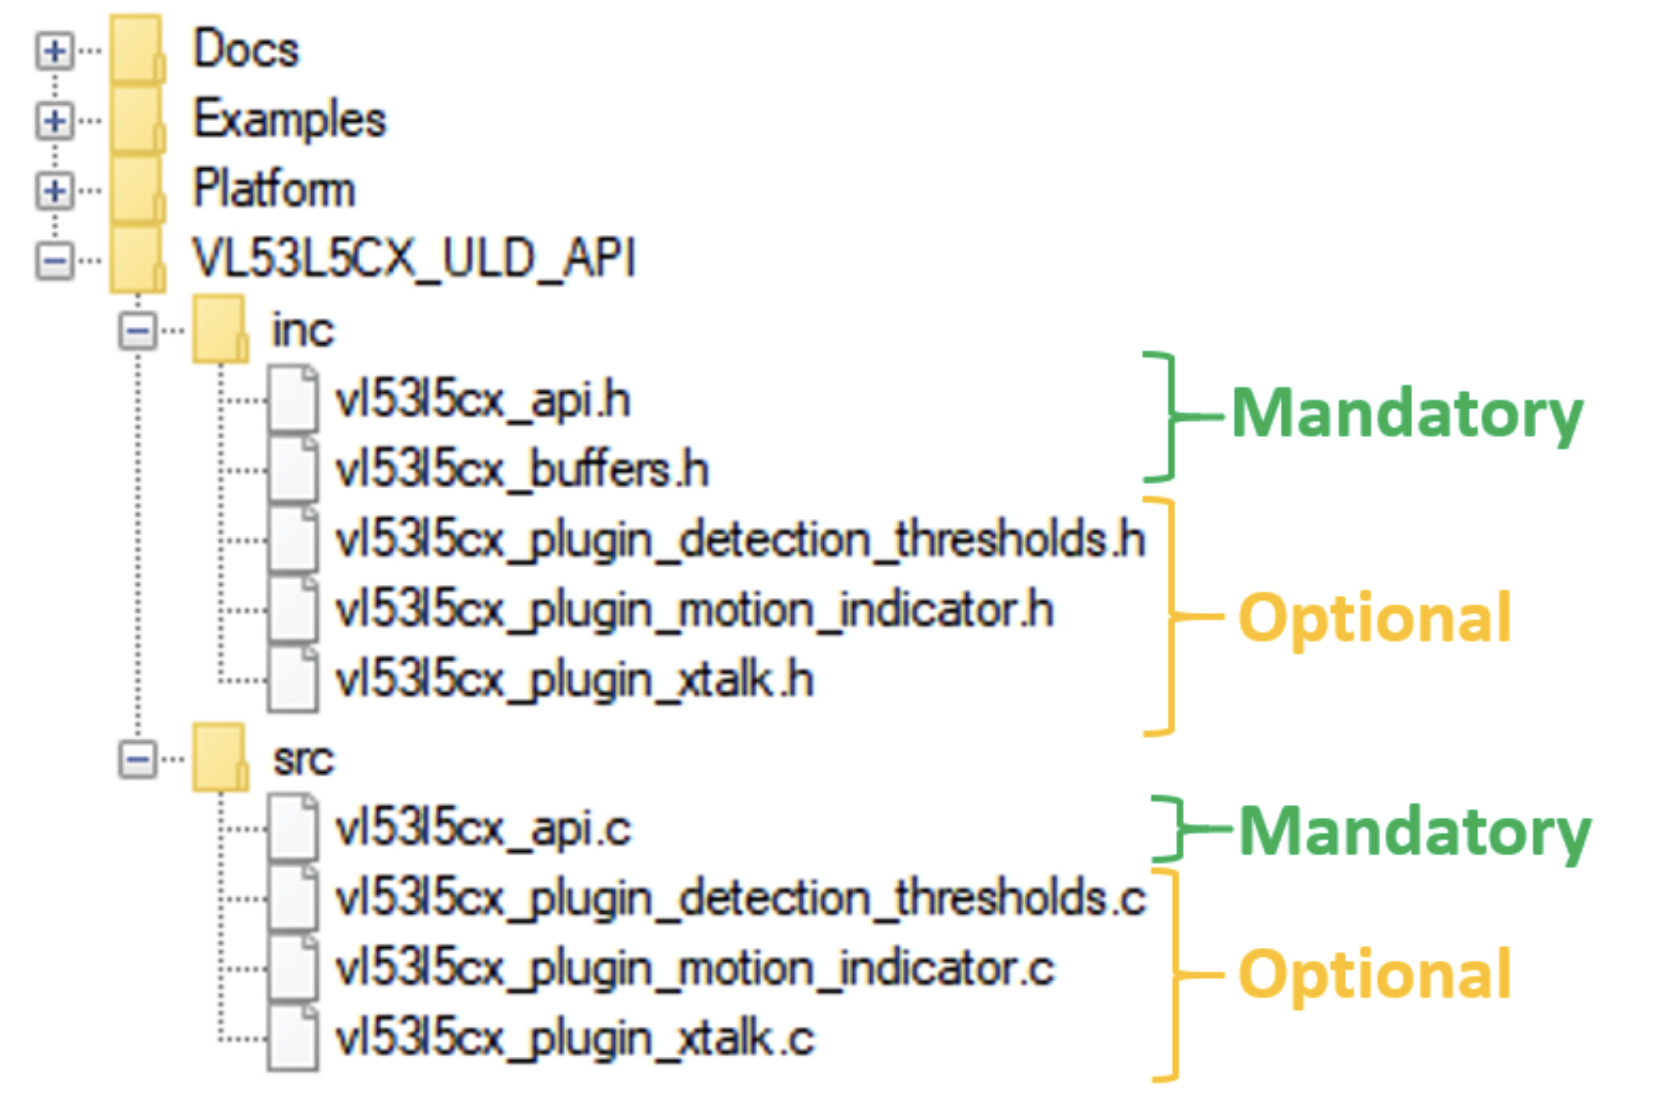 Docs
Examples
Platform
VL53L5CX_ULD_API
inc
vl53l5cx_api.h
vl53l5cx_buffers.h
Mandatory
vl53l5cx_plugin_detection_thresholds.h
vl53l5cx_plugin_motion_indicator.h
vl53l5cx_plugin_xtalk.h
Optional
src
vl53l5cx_api.c
Mandatory
vl53l5cx_plugin_detection_thresholds.c
vl53l5cx_plugin_motion_indicator.c
vl53l5cx_plugin_xtalk.c
Optional